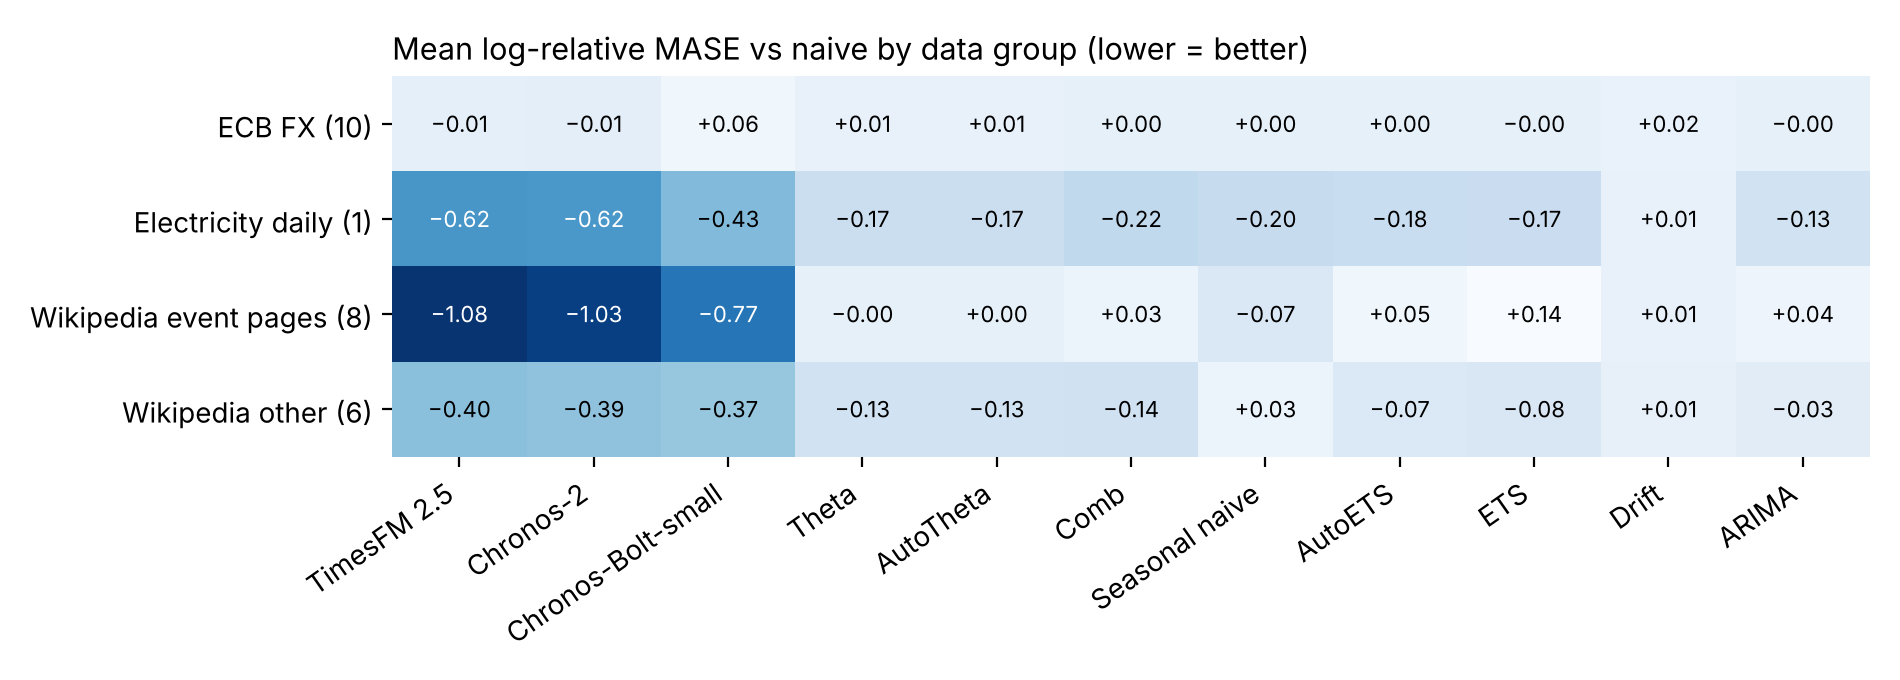 Mean log-relative MASE vs naive by data group (lower = better)
ECB FX (10) −0.01 −0.01 +0.06 +0.01 +0.01 +0.00 +0.00 +0.00 −0.00 +0.02 −0.00
Electricity daily (1) −0.62 −0.62 −0.43 −0.17 −0.17 −0.22 −0.20 −0.18 −0.17 +0.01 −0.13
Wikipedia event pages (8) −1.08 −1.03 −0.77 −0.00 +0.00 +0.03 −0.07 +0.05 +0.14 +0.01 +0.04
Wikipedia other (6) −0.40 −0.39 −0.37 −0.13 −0.13 −0.14 +0.03 −0.07 −0.08 +0.01 −0.03
TimesFM 2.5
Chronos-2
Chronos-Bolt-small
Theta
AutoTheta
Comb
Seasonal naive
AutoETS
ETS
Drift
ARIMA